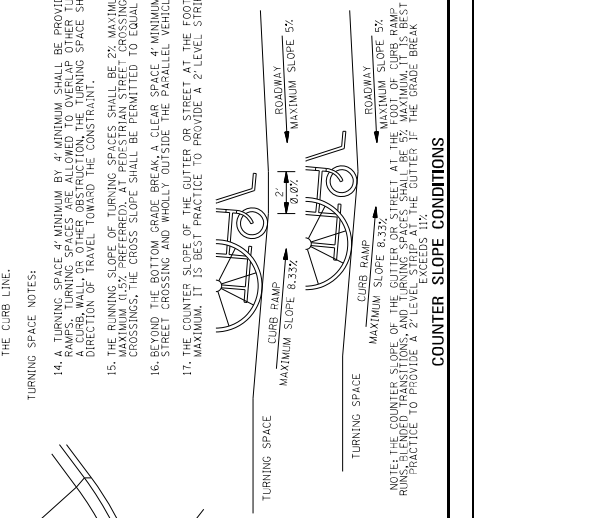 THE CURB LINE.
TURNING SPACE NOTES:
14. A TURNING SPACE 4' MINIMUM BY 4' MINIMUM SHALL BE PROVID
RAMPS. TURNING SPACES ARE ALLOWED TO OVERLAP OTHER TU
A CURB, WALL, OR OTHER OBSTRUCTION, THE TURNING SPACE SH
DIRECTION OF TRAVEL TOWARD THE CONSTRAINT.
15. THE RUNNING SLOPE OF TURNING SPACES SHALL BE 2% MAXIMU
MAXIMUM (1.5% PREFERRED). AT PEDESTRIAN STREET CROSSING
CROSSINGS, THE CROSS SLOPE SHALL BE PERMITTED TO EQUAL
16. BEYOND THE BOTTOM GRADE BREAK, A CLEAR SPACE 4' MINIMUM
STREET CROSSING AND WHOLLY OUTSIDE THE PARALLEL VEHICL
17. THE COUNTER SLOPE OF THE GUTTER OR STREET AT THE FOOT
MAXIMUM. IT IS BEST PRACTICE TO PROVIDE A 2' LEVEL STRI
TURNING SPACE
CURB RAMP
MAXIMUM SLOPE 8.33%
2'
0.0%
ROADWAY
MAXIMUM SLOPE 5%
TURNING SPACE
CURB RAMP
MAXIMUM SLOPE 8.33%
ROADWAY
MAXIMUM SLOPE 5%
NOTE: THE COUNTER SLOPE OF THE GUTTER OR STREET AT THE FOOT OF CURB RAMP
RUNS, BLENDED TRANSITIONS, AND TURNING SPACES SHALL BE 5% MAXIMUM. IT IS BEST
PRACTICE TO PROVIDE A 2' LEVEL STRIP AT THE GUTTER IF THE GRADE BREAK
EXCEEDS 11%
COUNTER SLOPE CONDITIONS